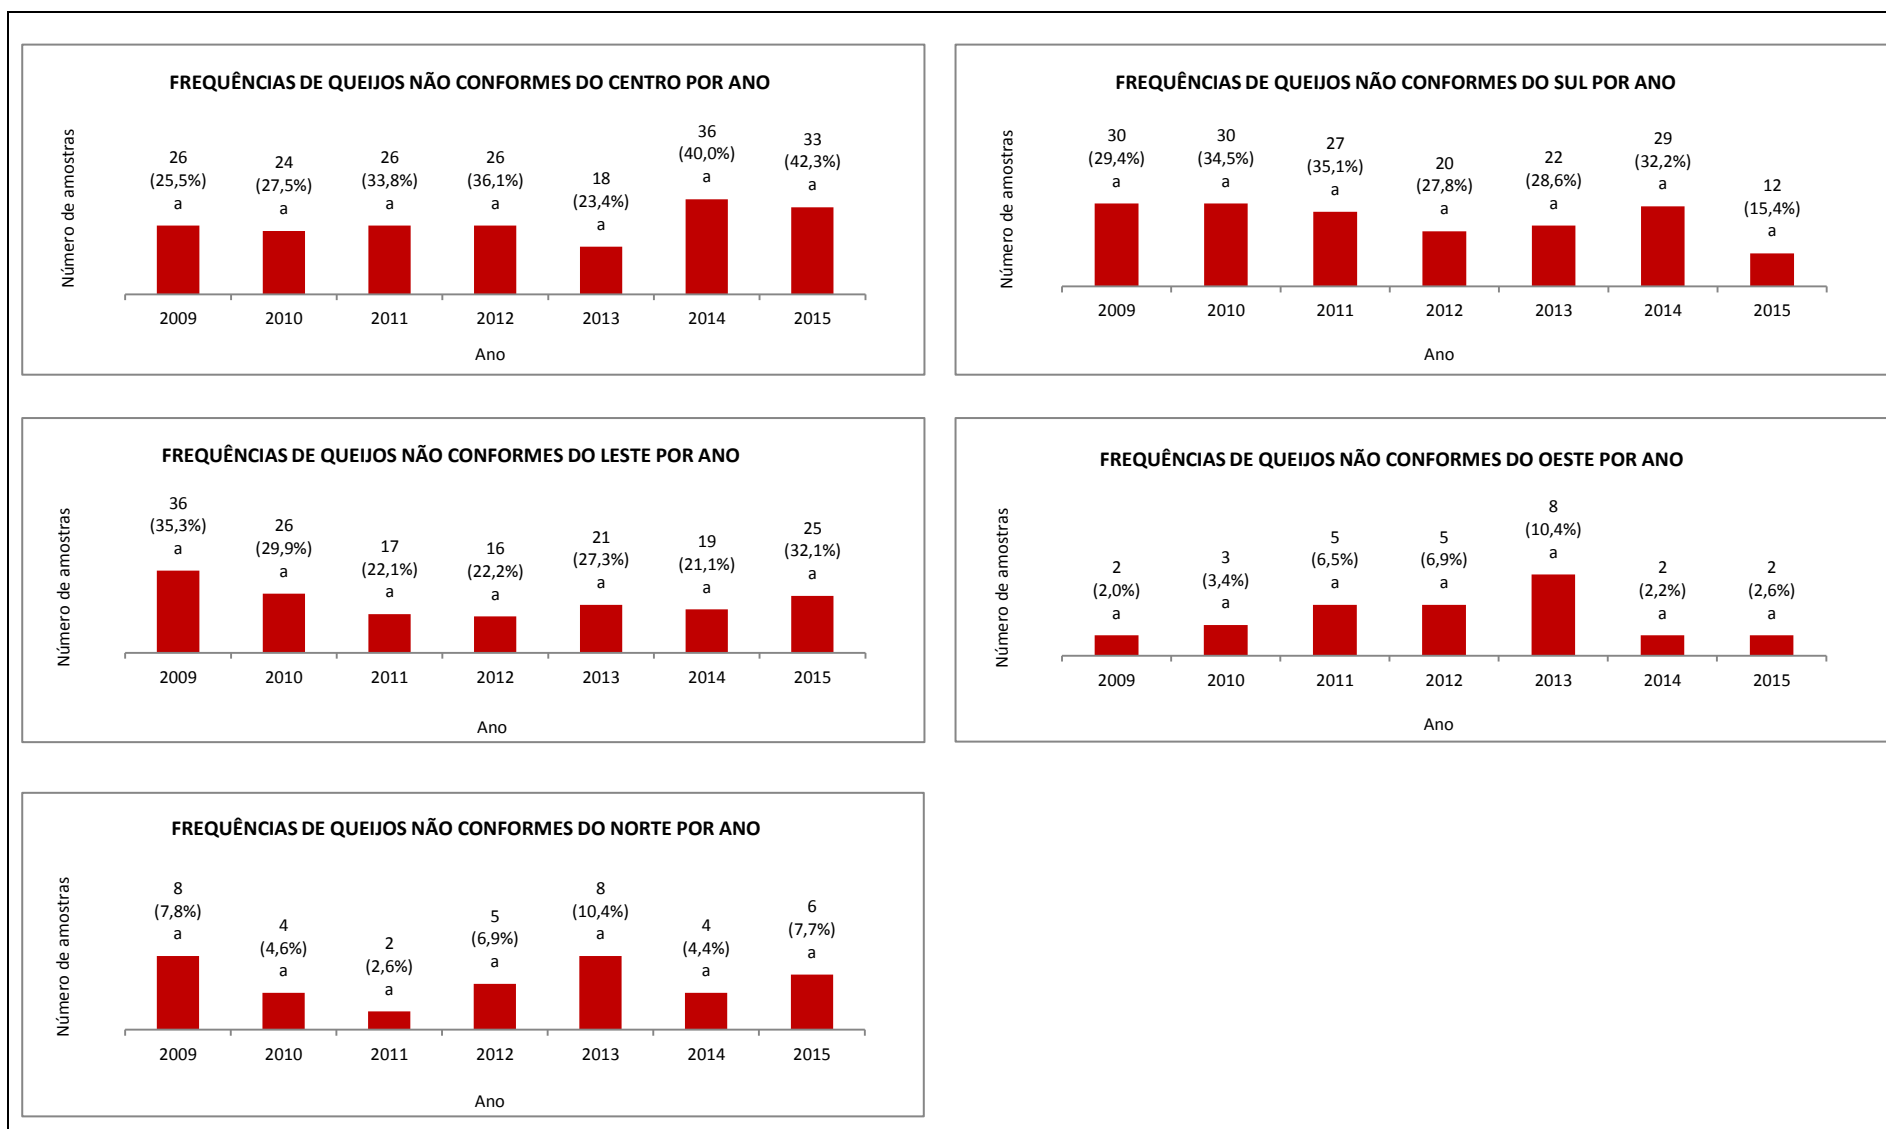 FREQUÊNCIAS DE QUEIJOS NÃO CONFORMES DO CENTRO POR ANO
Número de amostras
26
(25,5%)
a
24
(27,5%)
a
26
(33,8%)
a
26
(36,1%)
a
18
(23,4%)
a
36
(40,0%)
a
33
(42,3%)
a
2009 2010 2011 2012 2013 2014 2015
Ano
FREQUÊNCIAS DE QUEIJOS NÃO CONFORMES DO SUL POR ANO
Número de amostras
30
(29,4%)
a
30
(34,5%)
a
27
(35,1%)
a
20
(27,8%)
a
22
(28,6%)
a
29
(32,2%)
a
12
(15,4%)
a
2009 2010 2011 2012 2013 2014 2015
Ano
FREQUÊNCIAS DE QUEIJOS NÃO CONFORMES DO LESTE POR ANO
Número de amostras
36
(35,3%)
a
26
(29,9%)
a
17
(22,1%)
a
16
(22,2%)
a
21
(27,3%)
a
19
(21,1%)
a
25
(32,1%)
a
2009 2010 2011 2012 2013 2014 2015
Ano
FREQUÊNCIAS DE QUEIJOS NÃO CONFORMES DO OESTE POR ANO
Número de amostras
2
(2,0%)
a
3
(3,4%)
a
5
(6,5%)
a
5
(6,9%)
a
8
(10,4%)
a
2
(2,2%)
a
2
(2,6%)
a
2009 2010 2011 2012 2013 2014 2015
Ano
FREQUÊNCIAS DE QUEIJOS NÃO CONFORMES DO NORTE POR ANO
Número de amostras
8
(7,8%)
a
4
(4,6%)
a
2
(2,6%)
a
5
(6,9%)
a
8
(10,4%)
a
4
(4,4%)
a
6
(7,7%)
a
2009 2010 2011 2012 2013 2014 2015
Ano